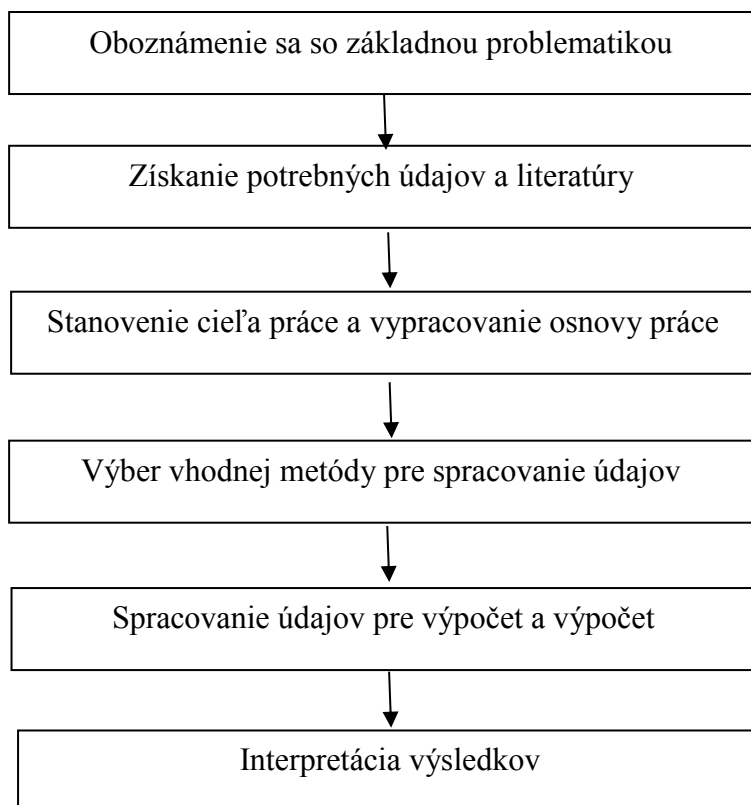 Oboznámenie sa so základnou problematikou
Získanie potrebných údajov a literatúry
Stanovenie cieľa práce a vypracovanie osnovy práce
Výber vhodnej metódy pre spracovanie údajov
Spracovanie údajov pre výpočet a výpočet
Interpretácia výsledkov